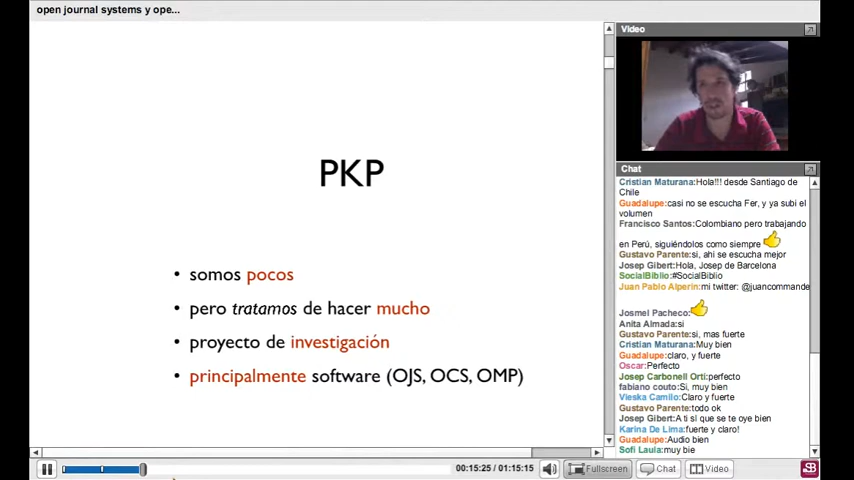 open journal systems y ope...
PKP
• somos pocos
• pero tratamos de hacer mucho
• proyecto de investigación
• principalmente software (OJS, OCS, OMP)
Video
Chat
Cristian Maturana:Hola!!! desde Santiago de
Chile
Guadalupe:casi no se escucha Fer, y ya subi el
volumen
Francisco Santos:Colombiano pero trabajando
en Perú, siguiéndolos como siempre
Gustavo Parente:si, ahi se escucha mejor
Josep Gibert:Hola, Josep de Barcelona
SocialBiblio:#SocialBiblio
Juan Pablo Alperin:mi twitter: @juancommande
Josmel Pacheco:
Anita Almada:si
Gustavo Parente:si, mas fuerte
Cristian Maturana:Muy bien
Guadalupe:claro, y fuerte
Oscar:Perfecto
Josep Carbonell Orti:perfecto
fabiano couto:Si, muy bien
Vieska Camilo:Claro y fuerte
Gustavo Parente:todo ok
Josep Gibert:A ti sI que se te oye bien
Karina De Lima:fuerte y claro!
Guadalupe:Audio bien
Sofi Laula:muy bie
00:15:25 / 01:15:15
Fullscreen
Chat
Video
SB